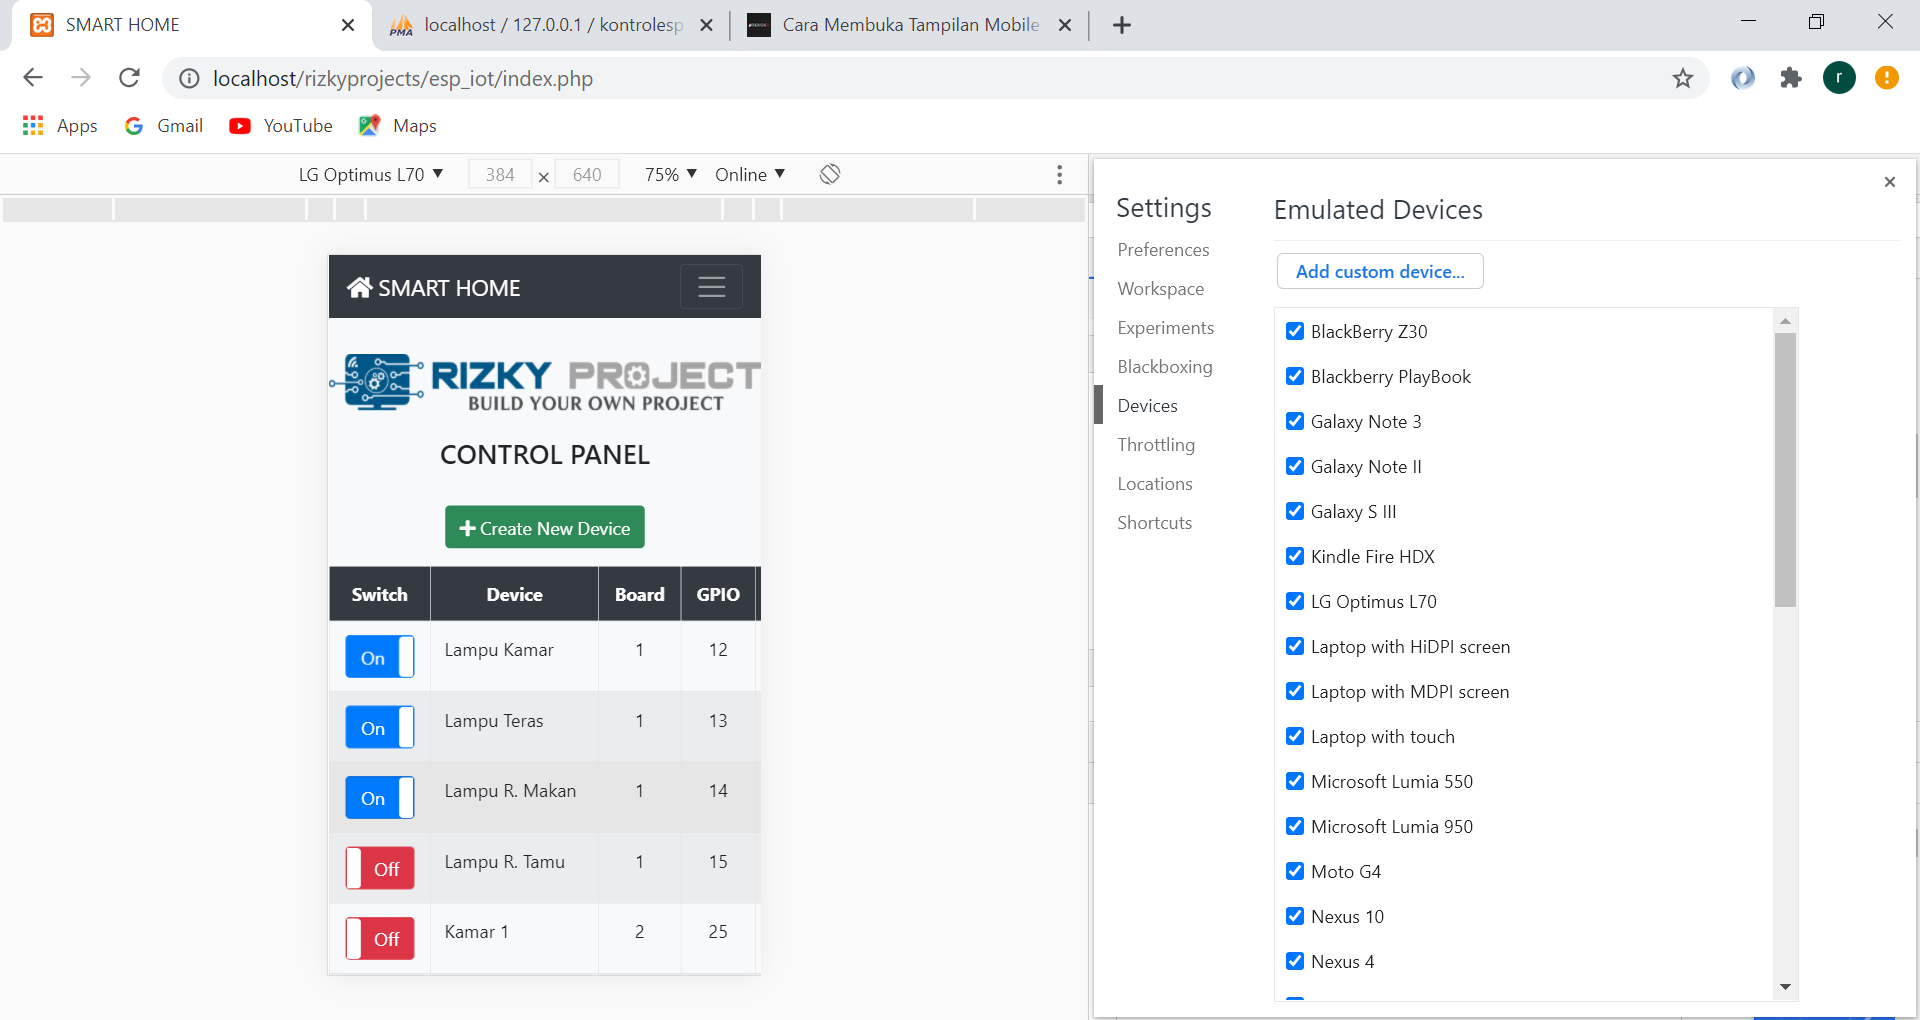 SMART HOME
localhost / 127.0.0.1 / kontrolesp
Cara Membuka Tampilan Mobile
localhost/rizkyprojects/esp_iot/index.php
r
Apps
Gmail
YouTube
Maps
LG Optimus L70
384 × 640
75%
Online
SMART HOME
RIZKY PROJECT
BUILD YOUR OWN PROJECT
CONTROL PANEL
Create New Device
Switch Device Board GPIO
On Lampu Kamar 1 12
On Lampu Teras 1 13
On Lampu R. Makan 1 14
Off Lampu R. Tamu 1 15
Off Kamar 1 2 25
Settings
Preferences
Workspace
Experiments
Blackboxing
Devices
Throttling
Locations
Shortcuts
Emulated Devices
Add custom device...
BlackBerry Z30
Blackberry PlayBook
Galaxy Note 3
Galaxy Note II
Galaxy S III
Kindle Fire HDX
LG Optimus L70
Laptop with HiDPI screen
Laptop with MDPI screen
Laptop with touch
Microsoft Lumia 550
Microsoft Lumia 950
Moto G4
Nexus 10
Nexus 4